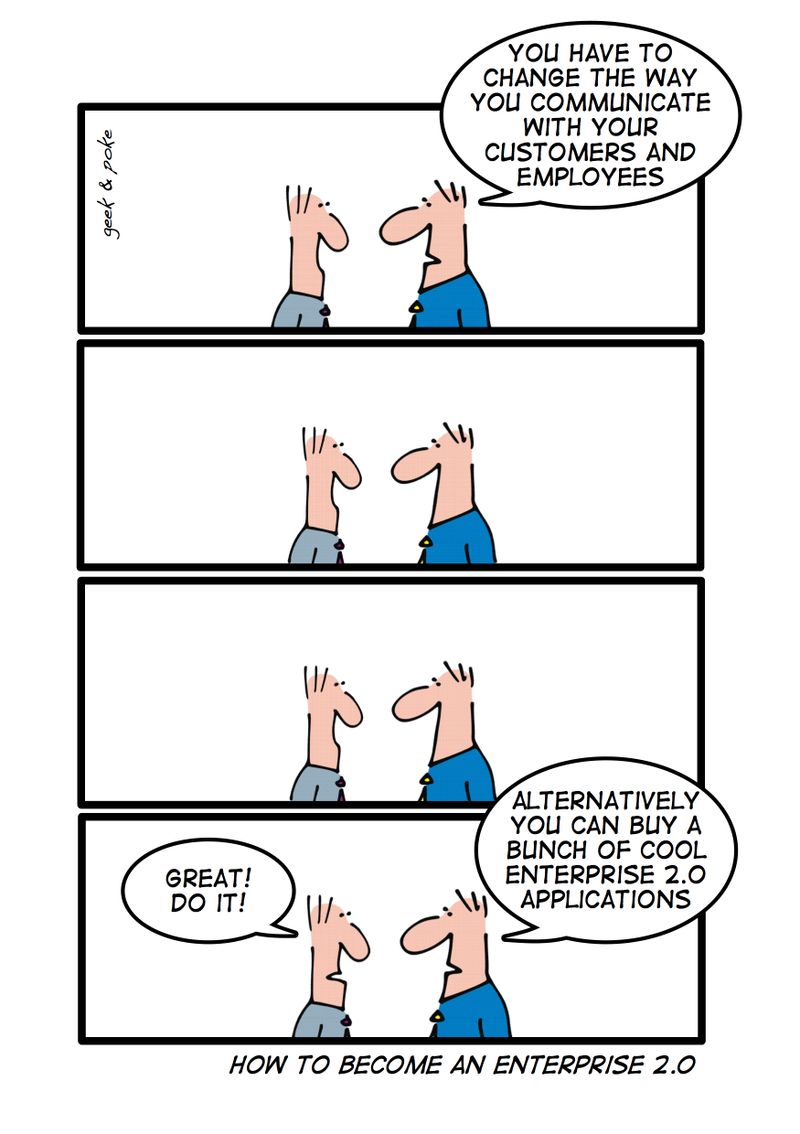 YOU HAVE TO
CHANGE THE WAY
YOU COMMUNICATE
WITH YOUR
CUSTOMERS AND
EMPLOYEES
geek & poke
GREAT!
DO IT!
ALTERNATIVELY
YOU CAN BUY A
BUNCH OF COOL
ENTERPRISE 2.0
APPLICATIONS
HOW TO BECOME AN ENTERPRISE 2.0